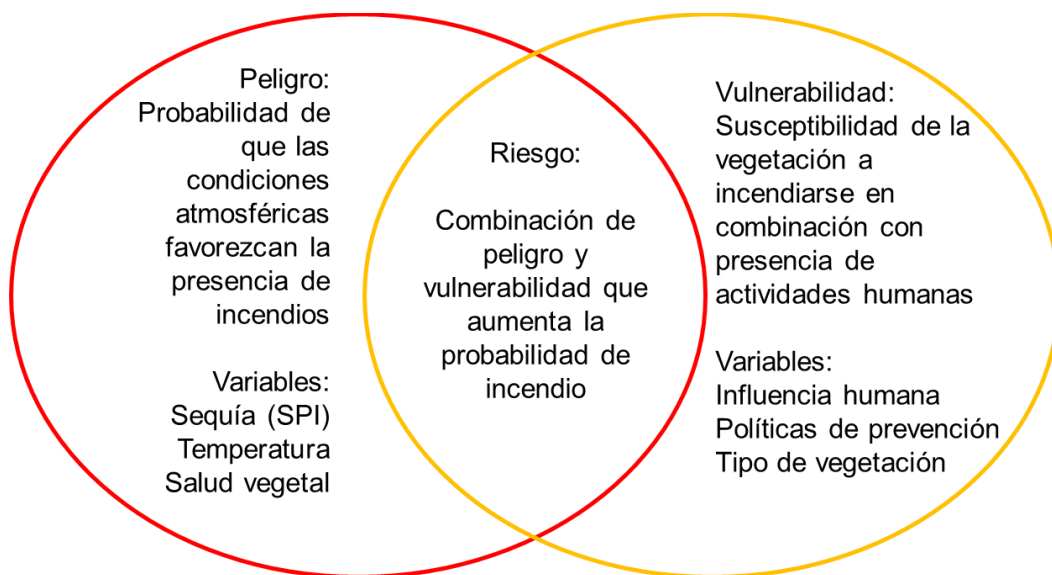 Peligro:
Probabilidad de
que las
condiciones
atmosféricas
favorezcan la
presencia de
incendios
Variables:
Sequía (SPI)
Temperatura
Salud vegetal
Riesgo:
Combinación de
peligro y
vulnerabilidad que
aumenta la
probabilidad de
incendio
Vulnerabilidad:
Susceptibilidad de la
vegetación a
incendiarse en
combinación con
presencia de
actividades humanas
Variables:
Influencia humana
Políticas de prevención
Tipo de vegetación